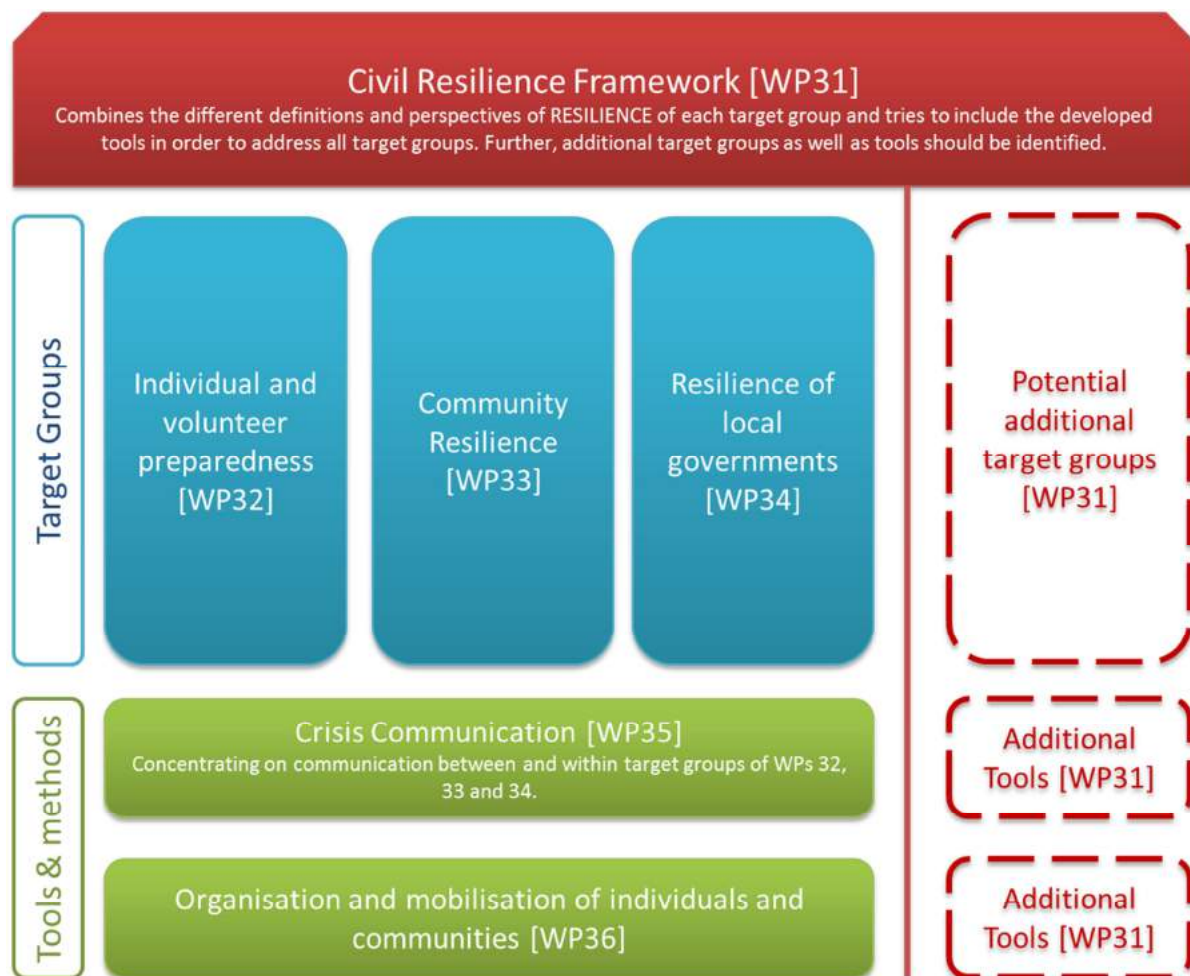 Civil Resilience Framework [WP31]
Combines the different definitions and perspectives of RESILIENCE of each target group and tries to include the developed
tools in order to address all target groups. Further, additional target groups as well as tools should be identified.
Target Groups
Individual and
volunteer
preparedness
[WP32]
Community
Resilience
[WP33]
Resilience of
local
governments
[WP34]
Potential
additional
target groups
[WP31]
Tools & methods
Crisis Communication [WP35]
Concentrating on communication between and within target groups of WPs 32,
33 and 34.
Additional
Tools [WP31]
Organisation and mobilisation of individuals and
communities [WP36]
Additional
Tools [WP31]